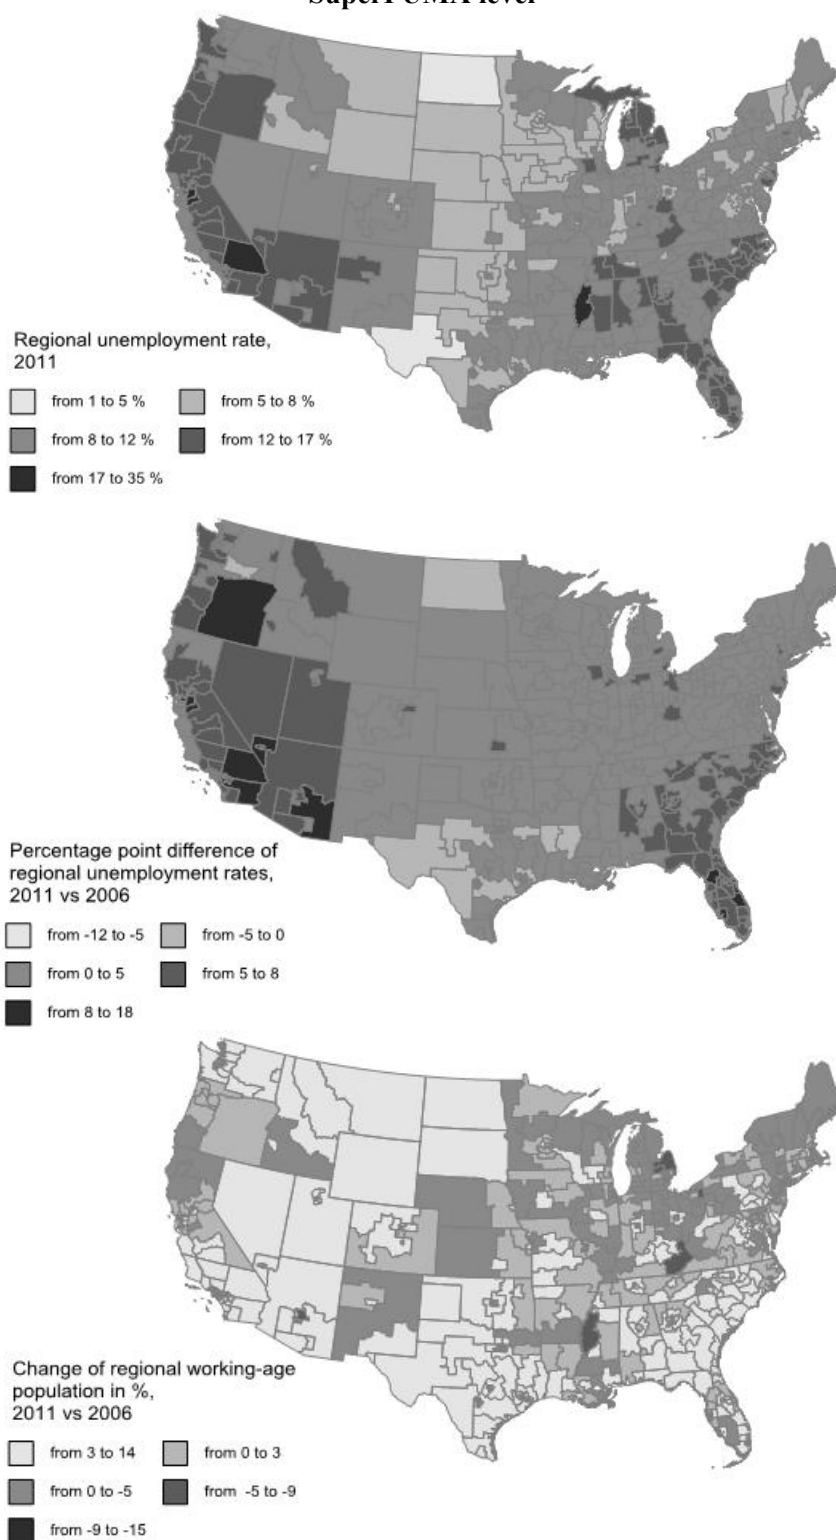 SuperPUMA level
Regional unemployment rate,
2011
from 1 to 5 %
from 5 to 8 %
from 8 to 12 %
from 12 to 17 %
from 17 to 35 %
Percentage point difference of
regional unemployment rates,
2011 vs 2006
from -12 to -5
from -5 to 0
from 0 to 5
from 5 to 8
from 8 to 18
Change of regional working-age
population in %,
2011 vs 2006
from 3 to 14
from 0 to 3
from 0 to -5
from -5 to -9
from -9 to -15